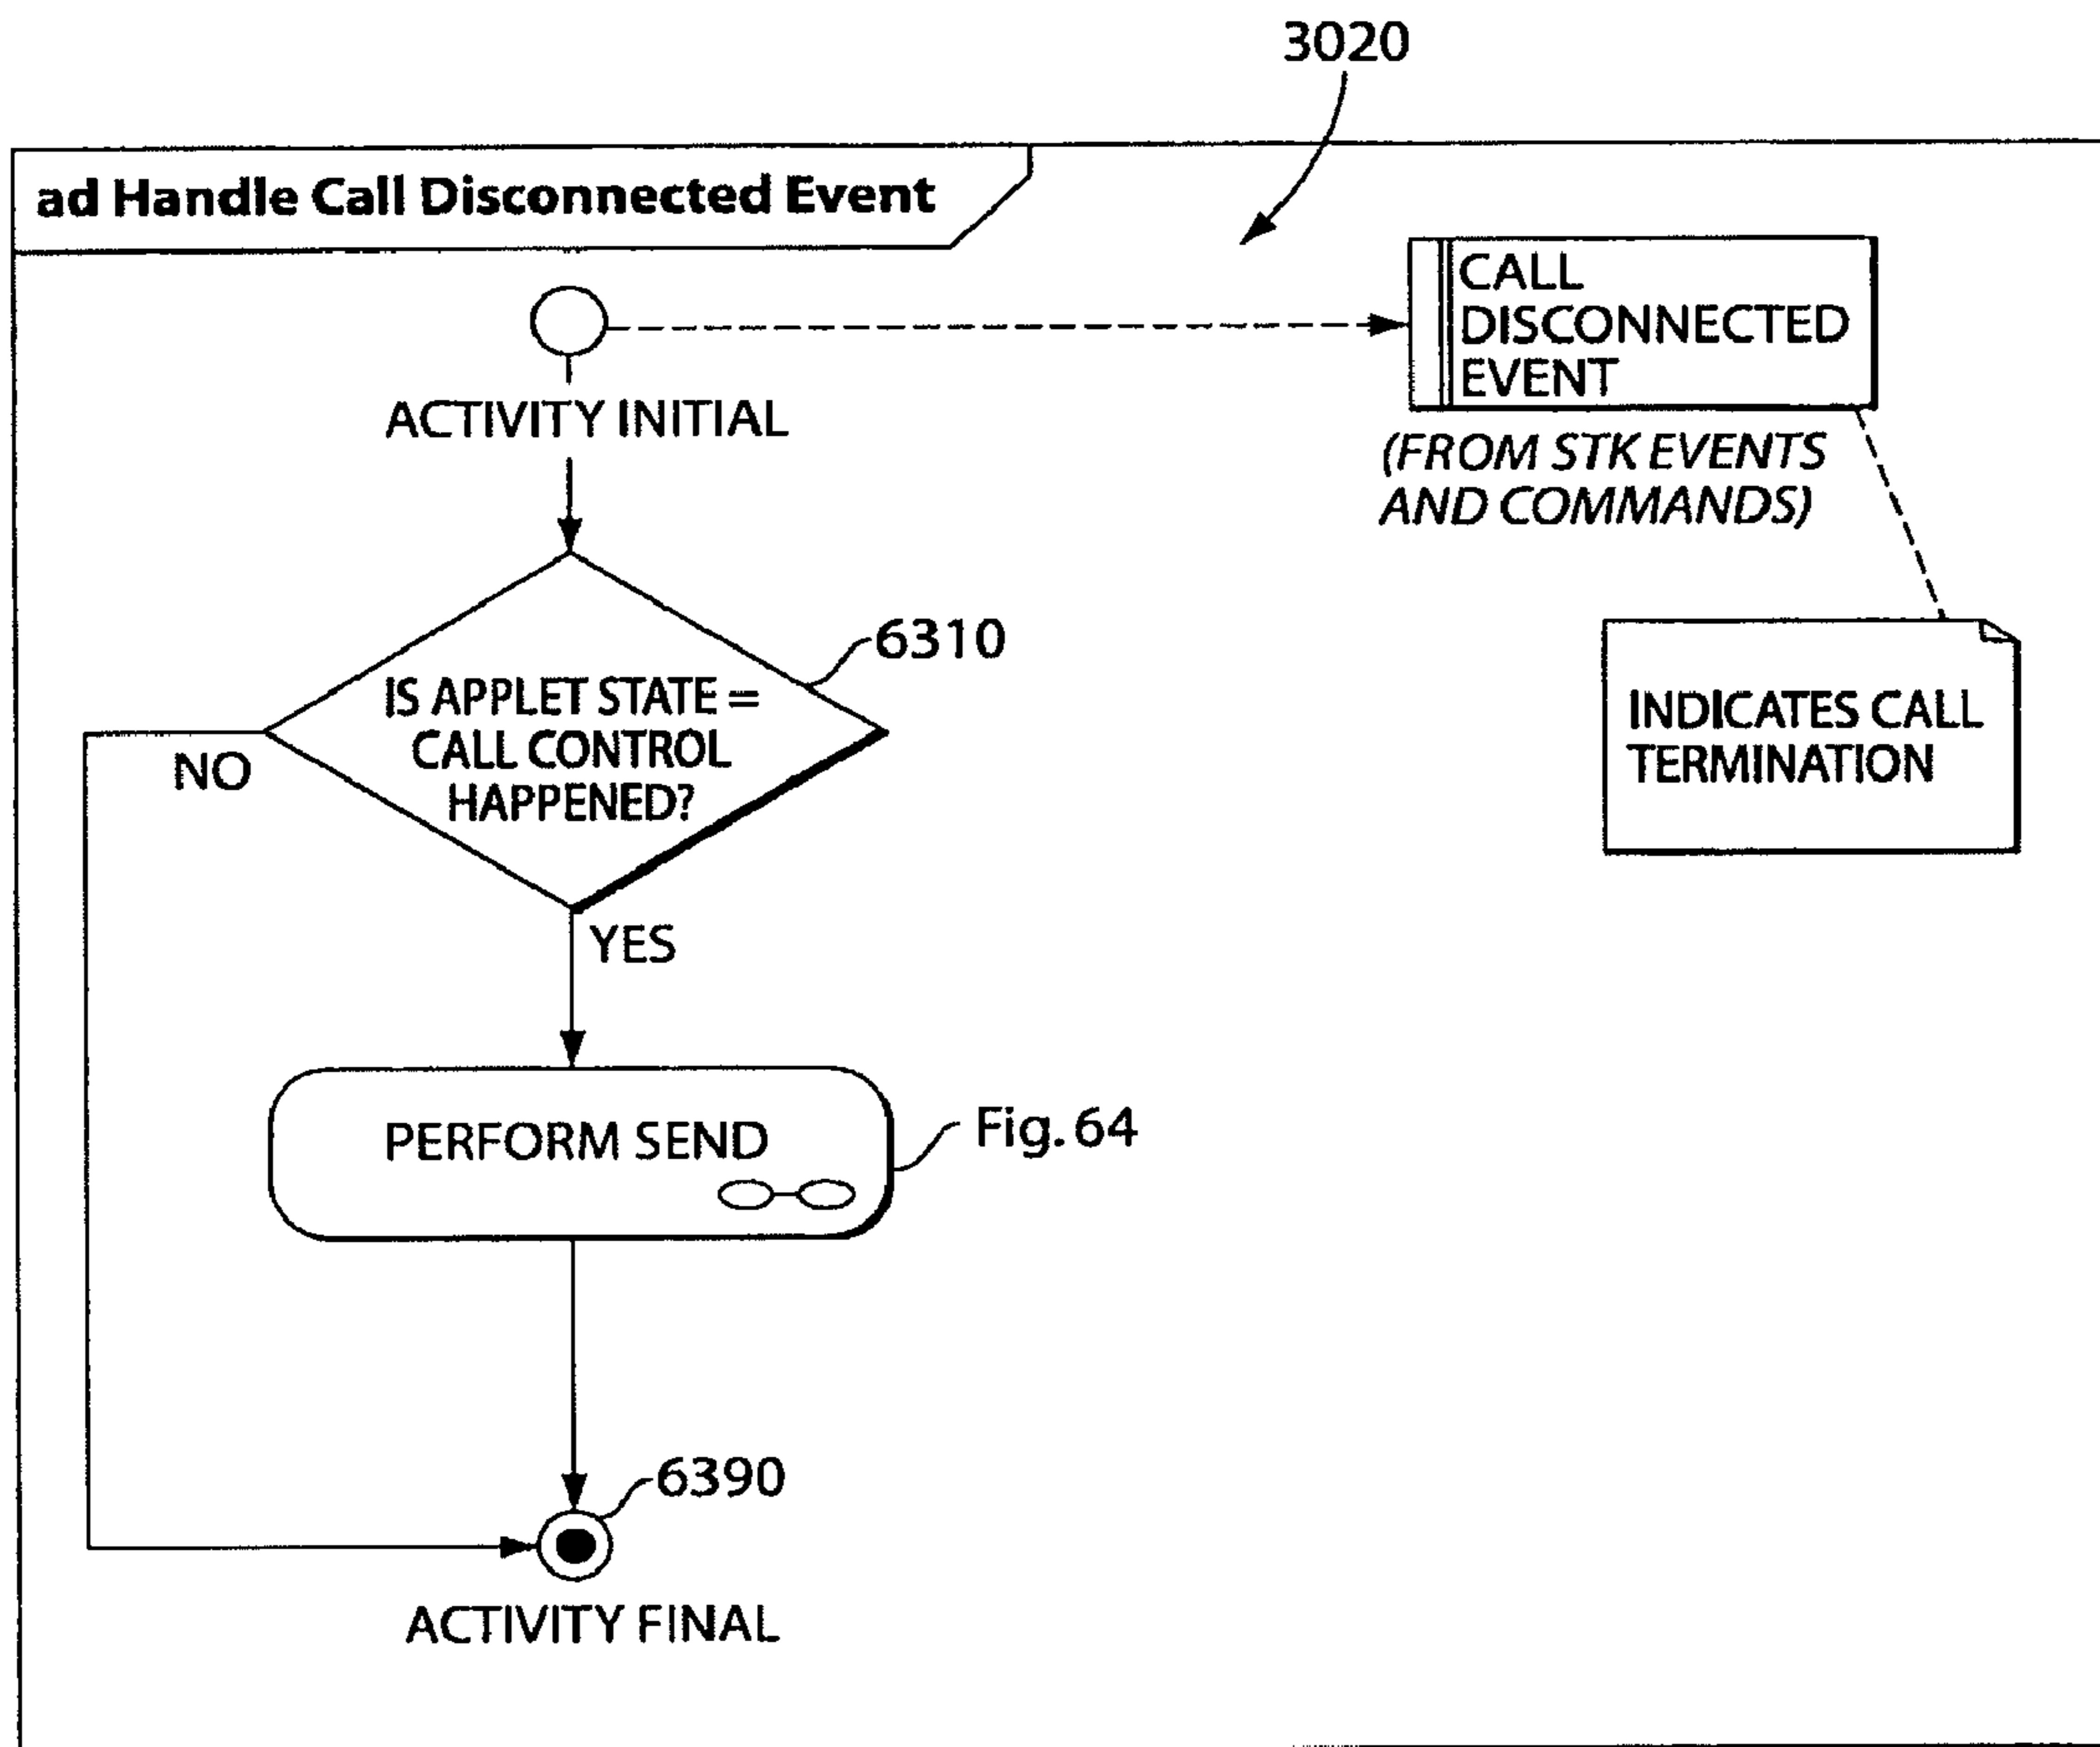 3020
ad Handle Call Disconnected Event
CALL
DISCONNECTED
EVENT
ACTIVITY INITIAL
(FROM STK EVENTS
AND COMMANDS)
6310
IS APPLET STATE =
CALL CONTROL
HAPPENED?
NO
INDICATES CALL
TERMINATION
YES
PERFORM SEND
Fig. 64
6390
ACTIVITY FINAL